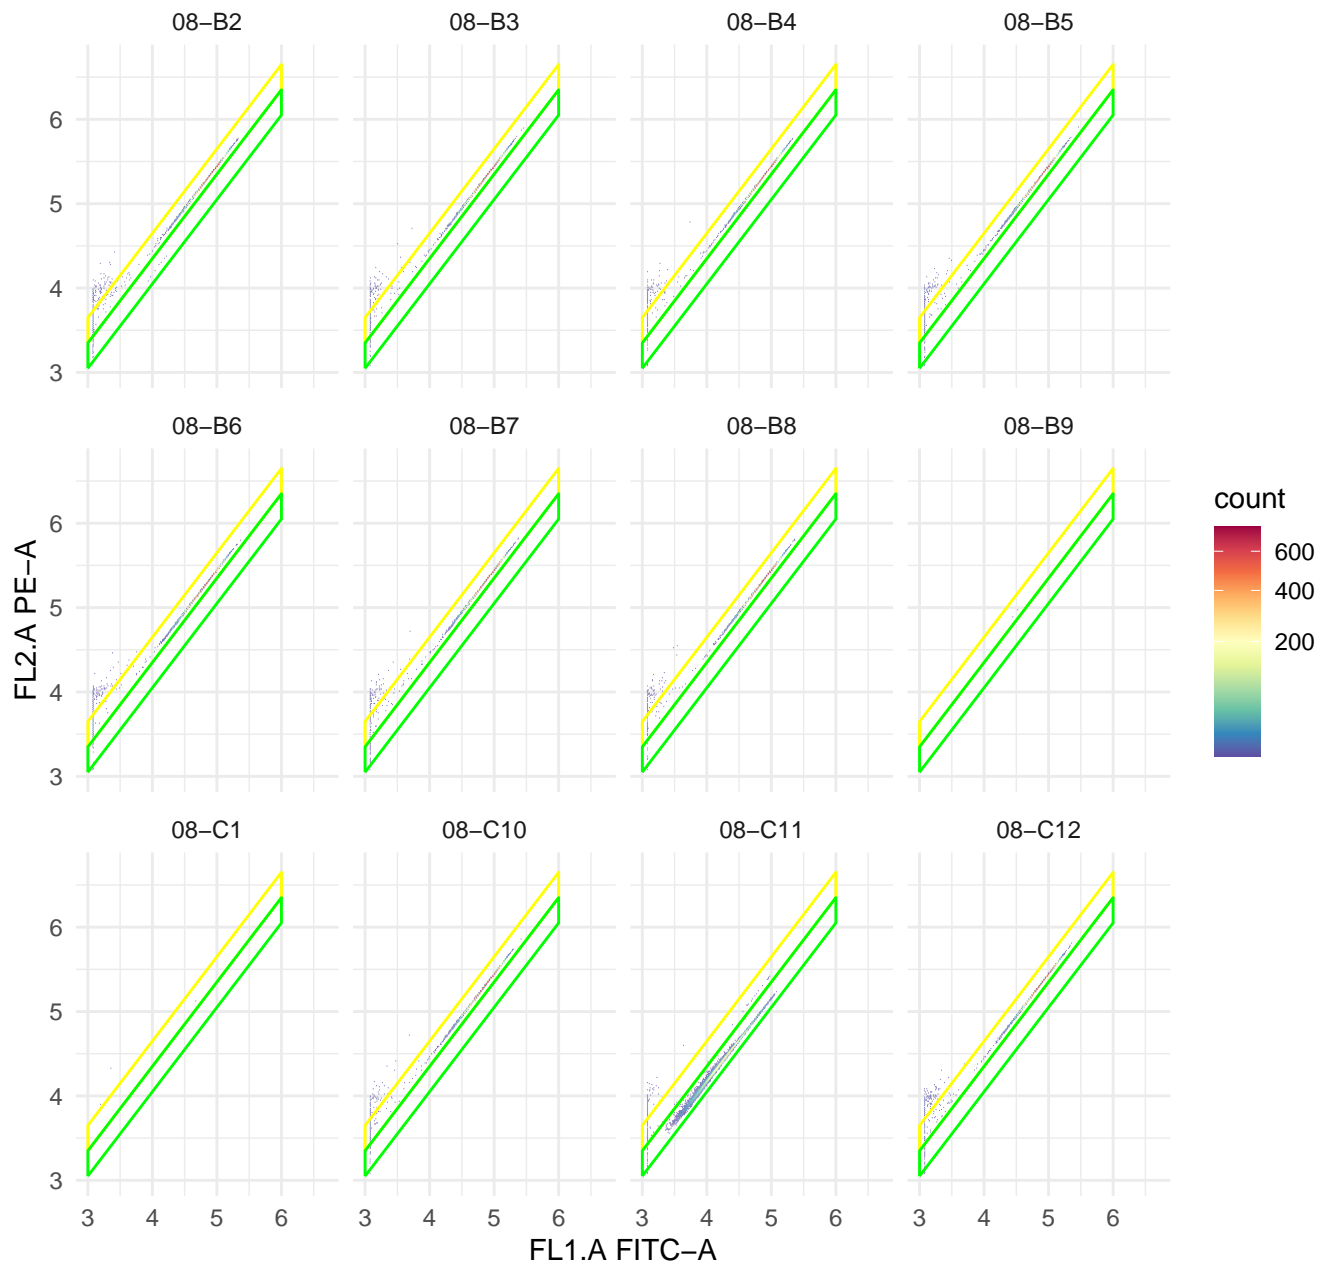 08−B2 08−B3 08−B4 08−B5
6
5
4
3
08−B6 08−B7 08−B8 08−B9
6
5
4
3
08−C1 08−C10 08−C11 08−C12
6
5
4
3
3 4 5 6 3 4 5 6 3 4 5 6 3 4 5 6
FL1.A FITC−A
FL2.A PE−A
count
600
400
200